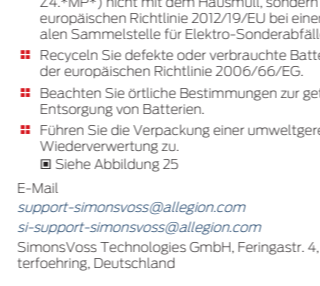 Z4.*MP*) nicht mit dem Hausmüll, sondern
europäischen Richtlinie 2012/19/EU bei einer
alen Sammelstelle für Elektro-Sonderabfälle
Recyceln Sie defekte oder verbrauchte Batte
der europäischen Richtlinie 2006/66/EG.
Beachten Sie örtliche Bestimmungen zur get
Entsorgung von Batterien.
Führen Sie die Verpackung einer umweltgere
Wiederverwertung zu.
Siehe Abbildung 25
E-Mail
support-simonsvoss@allegion.com
si-support-simonsvoss@allegion.com
SimonsVoss Technologies GmbH, Feringastr. 4,
terfoehring, Deutschland